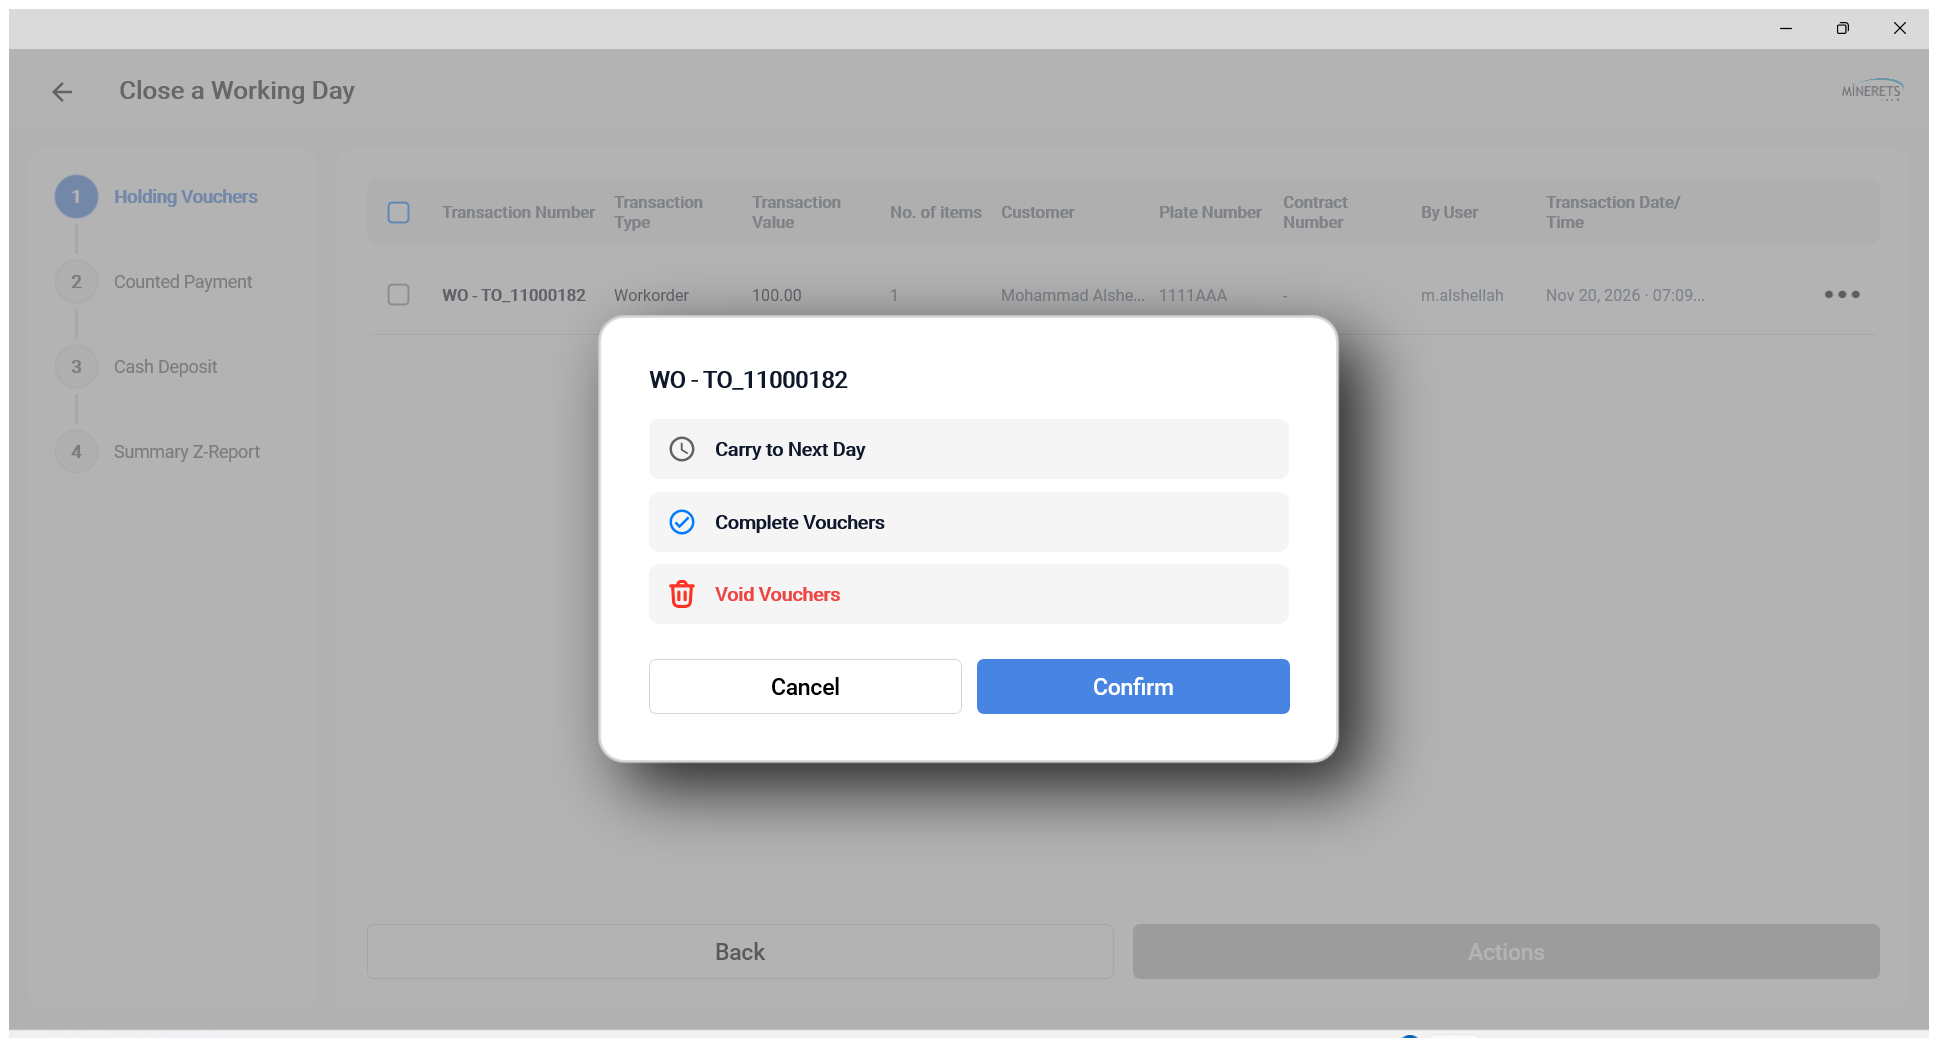 Close a Working Day
MINERETS
1 Holding Vouchers
2 Counted Payment
3 Cash Deposit
4 Summary Z-Report
Transaction Number
Transaction
Type
Transaction
Value
No. of items
Customer
Plate Number
Contract
Number
By User
Transaction Date/
Time
WO - TO_11000182 Workorder 100.00 1 Mohammad Alshe... 1111AAA - m.alshellah Nov 20, 2026 · 07:09...
WO - TO_11000182
Carry to Next Day
Complete Vouchers
Void Vouchers
Cancel Confirm
Back Actions